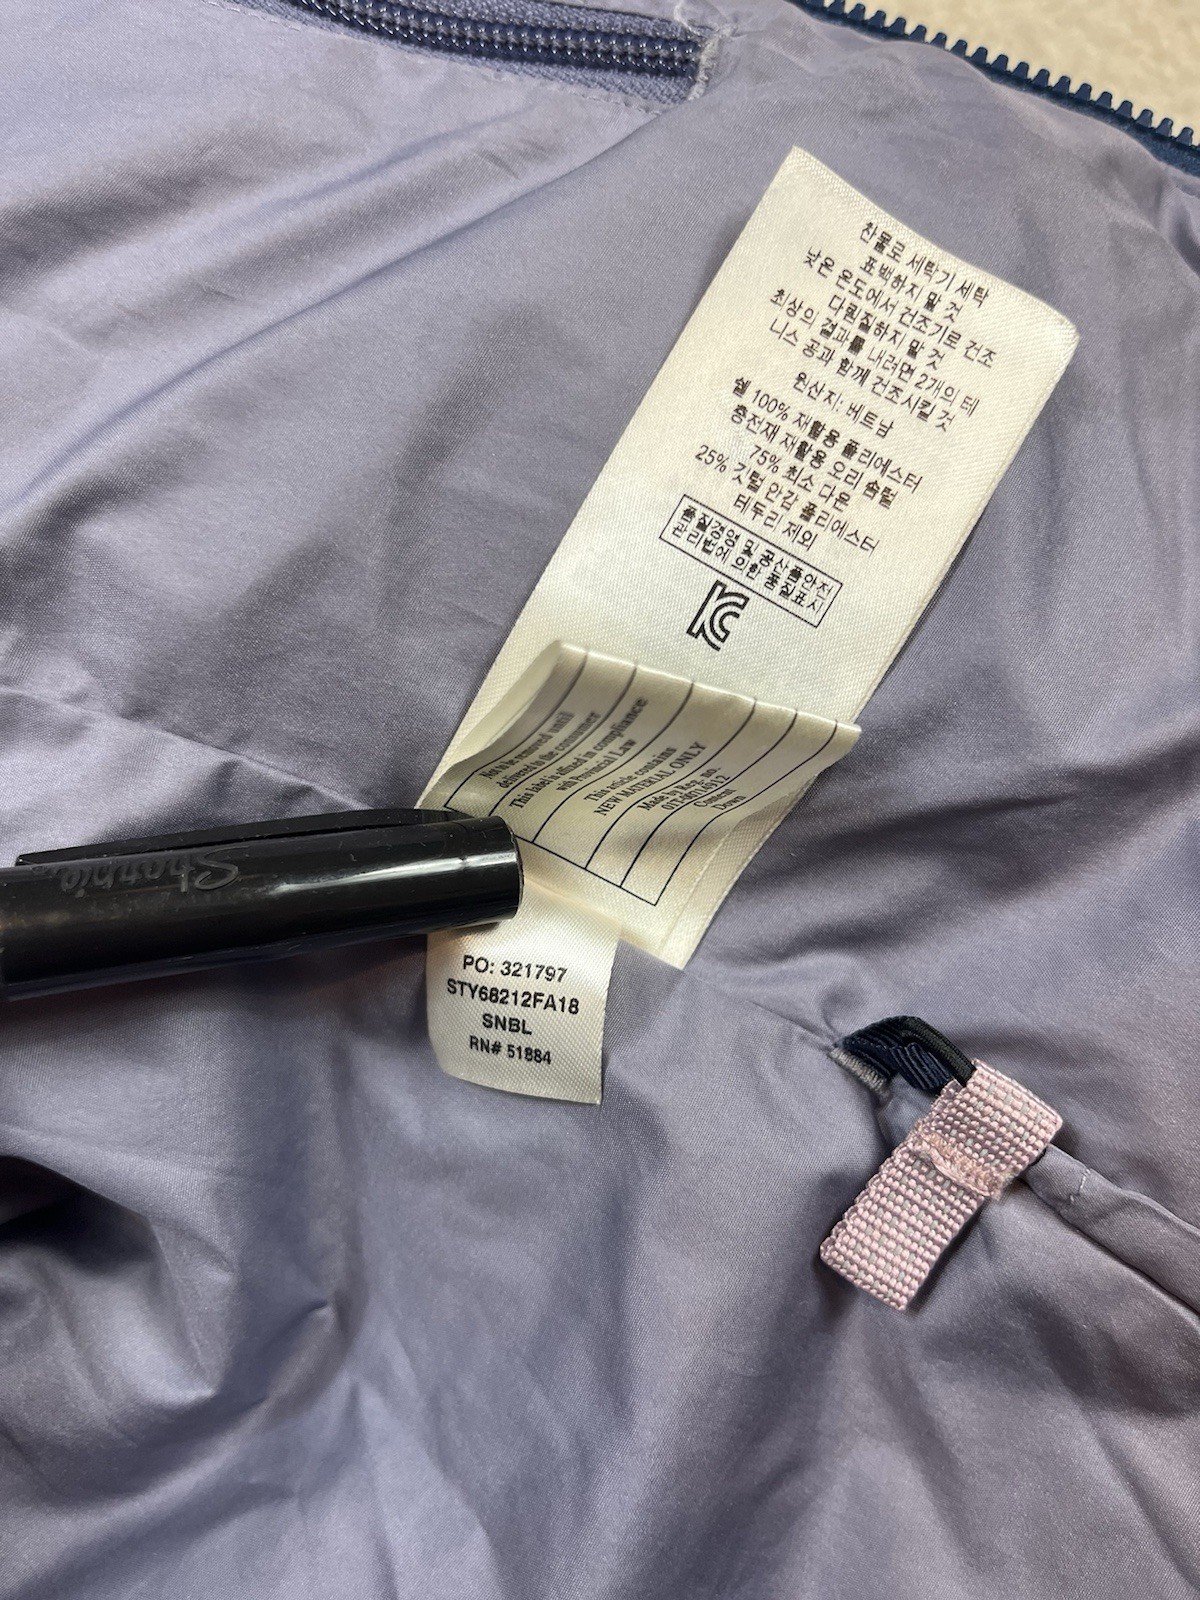 찬물로 세탁기 세탁
표백하지 말 것
낮은 온도에서 건조기로 건조
다림질하지 말 것
최상의 결과를 내려면 2개의 테
니스 공과 함께 건조시킬 것
원산지: 베트남
쉘 100% 재활용 폴리에스터
충전재 재활용 오리 솜털
75% 최소 다운
25% 깃털 안감 폴리에스터
테두리 제외
품질경영 및 공산품안전
관리법에 의한 품질표시
KC
Not to be removed until
delivered to the consumer
This label is affixed in compliance
with Provincial Law
This article contains
NEW MATERIAL ONLY
Made by Reg. no.
Content
Down
Sharpie
PO: 321797
STY68212FA18
SNBL
RN# 51884